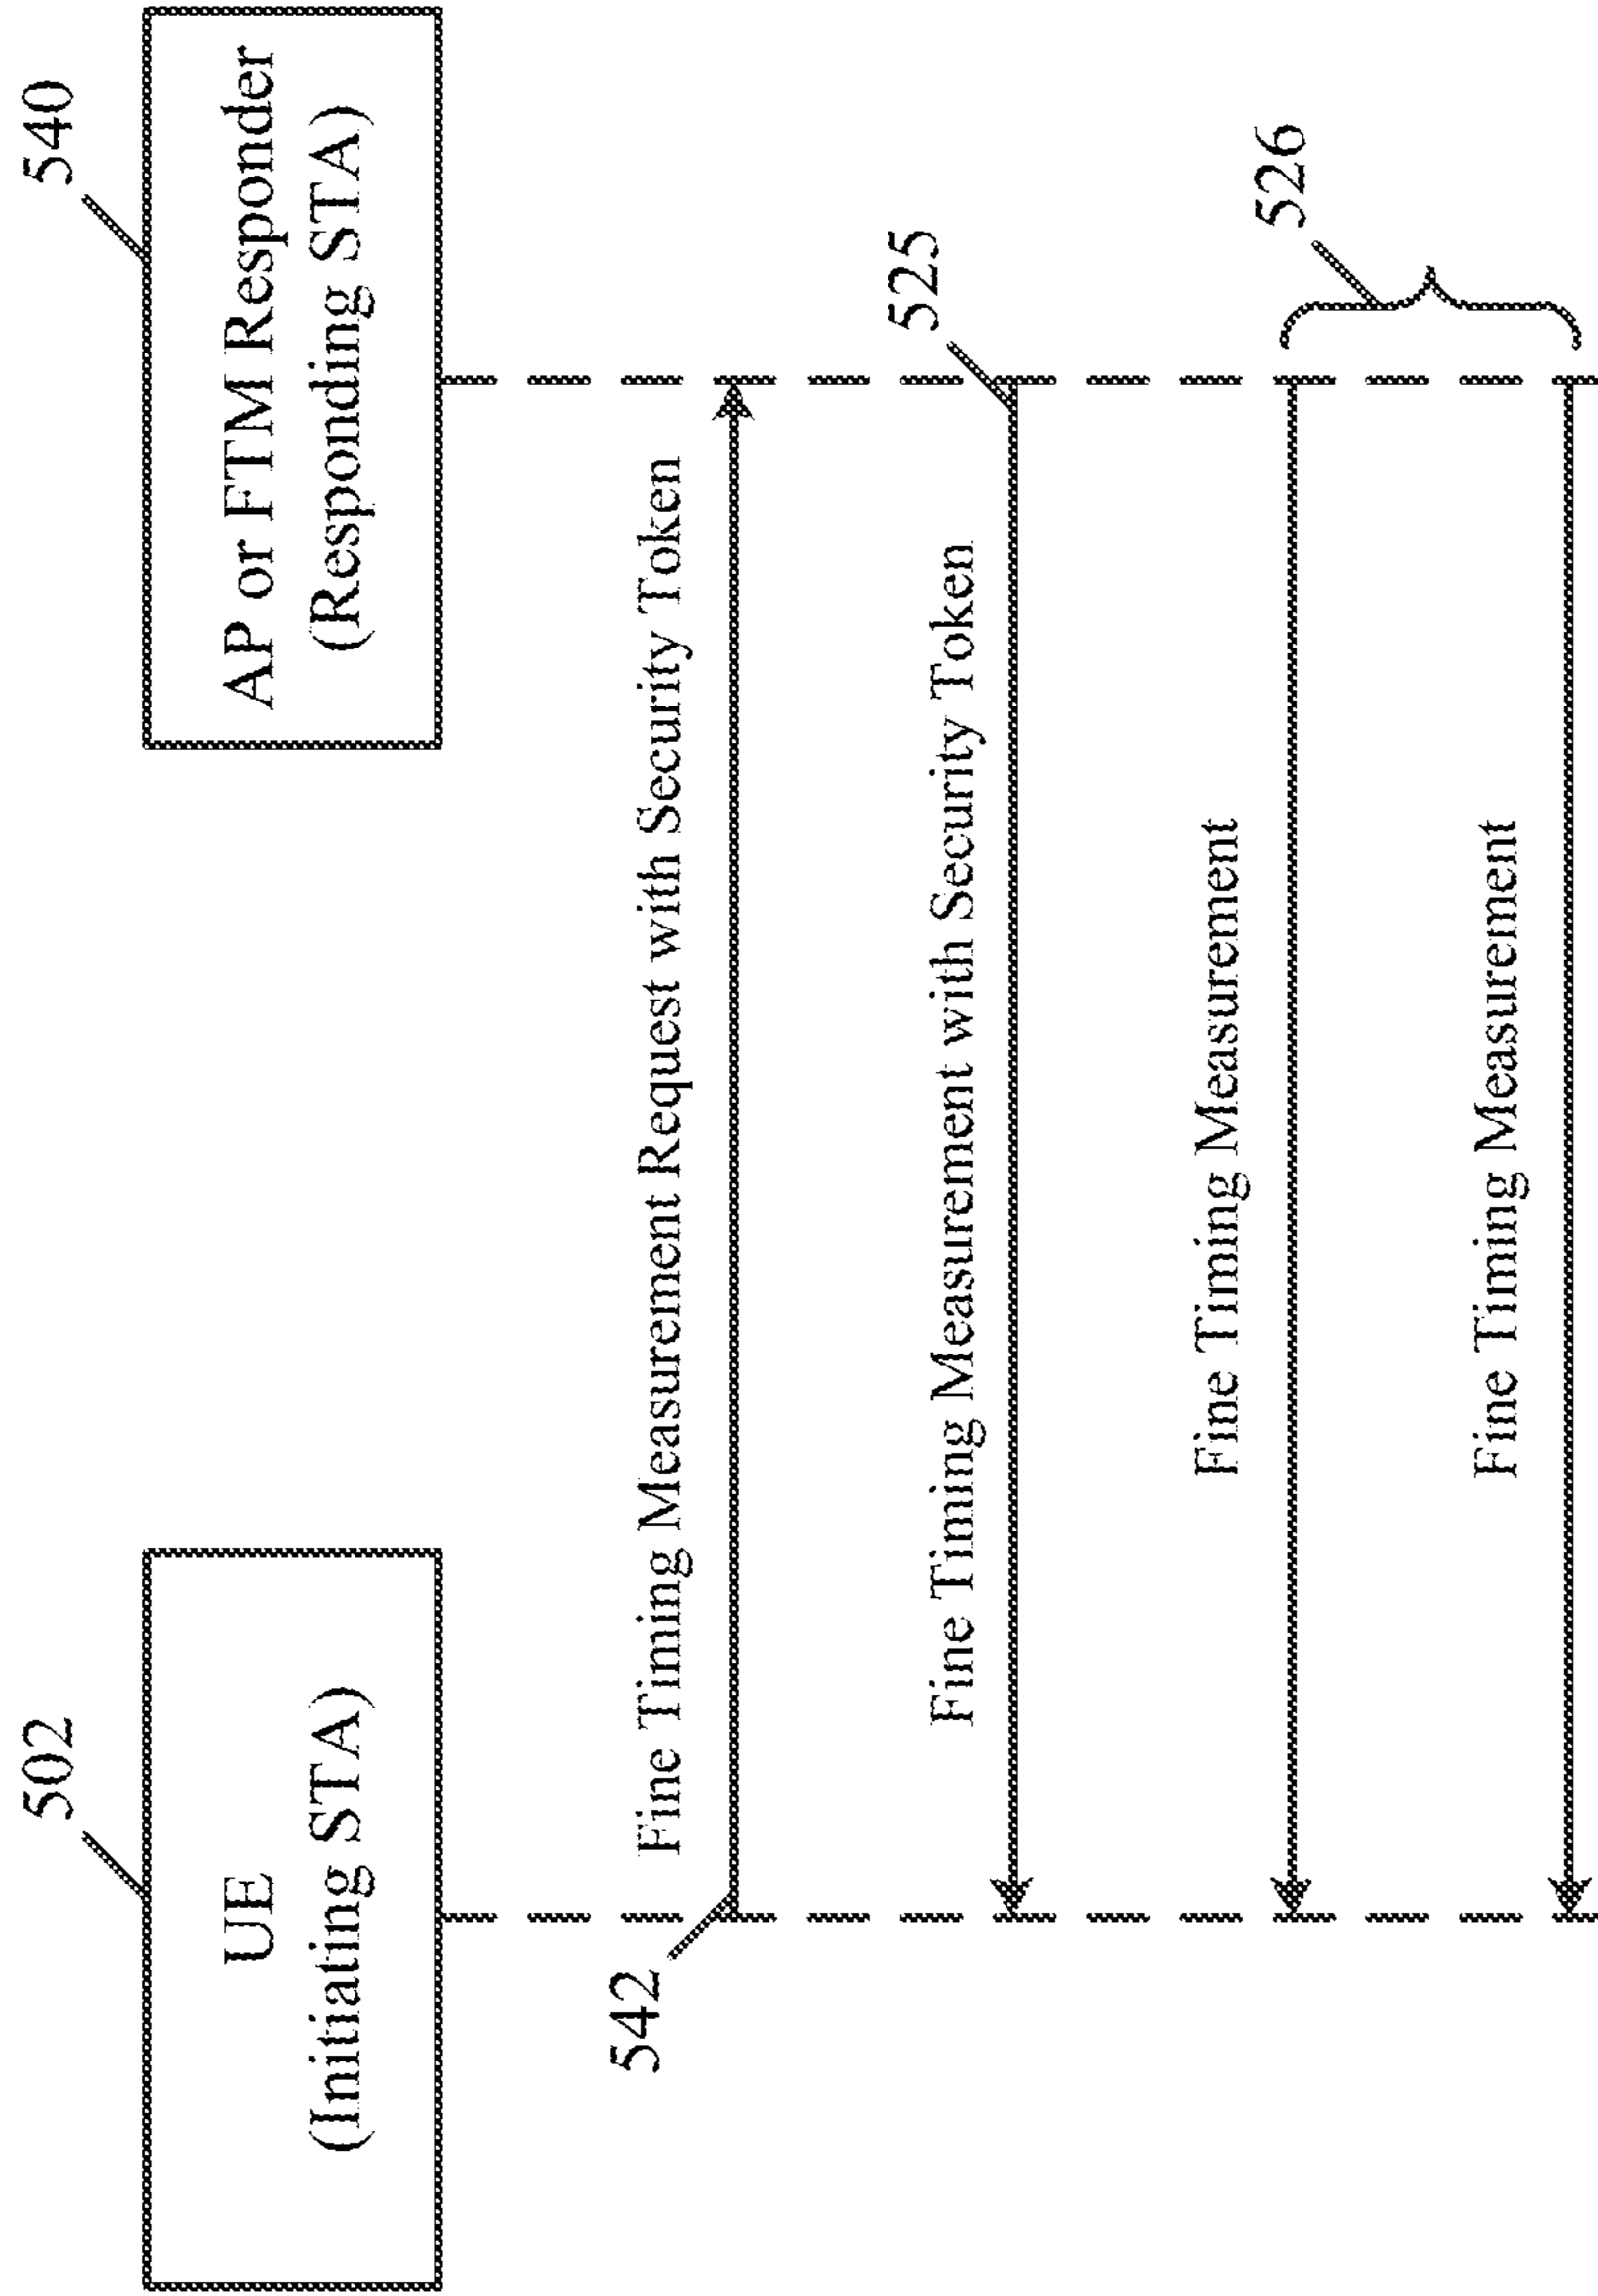 502
540
UE
(Initiating STA)
AP or FTM Responder
(Responding STA)
542
Fine Timing Measurement Request with Security Token
525
Fine Timing Measurement with Security Token
526
Fine Timing Measurement
Fine Timing Measurement